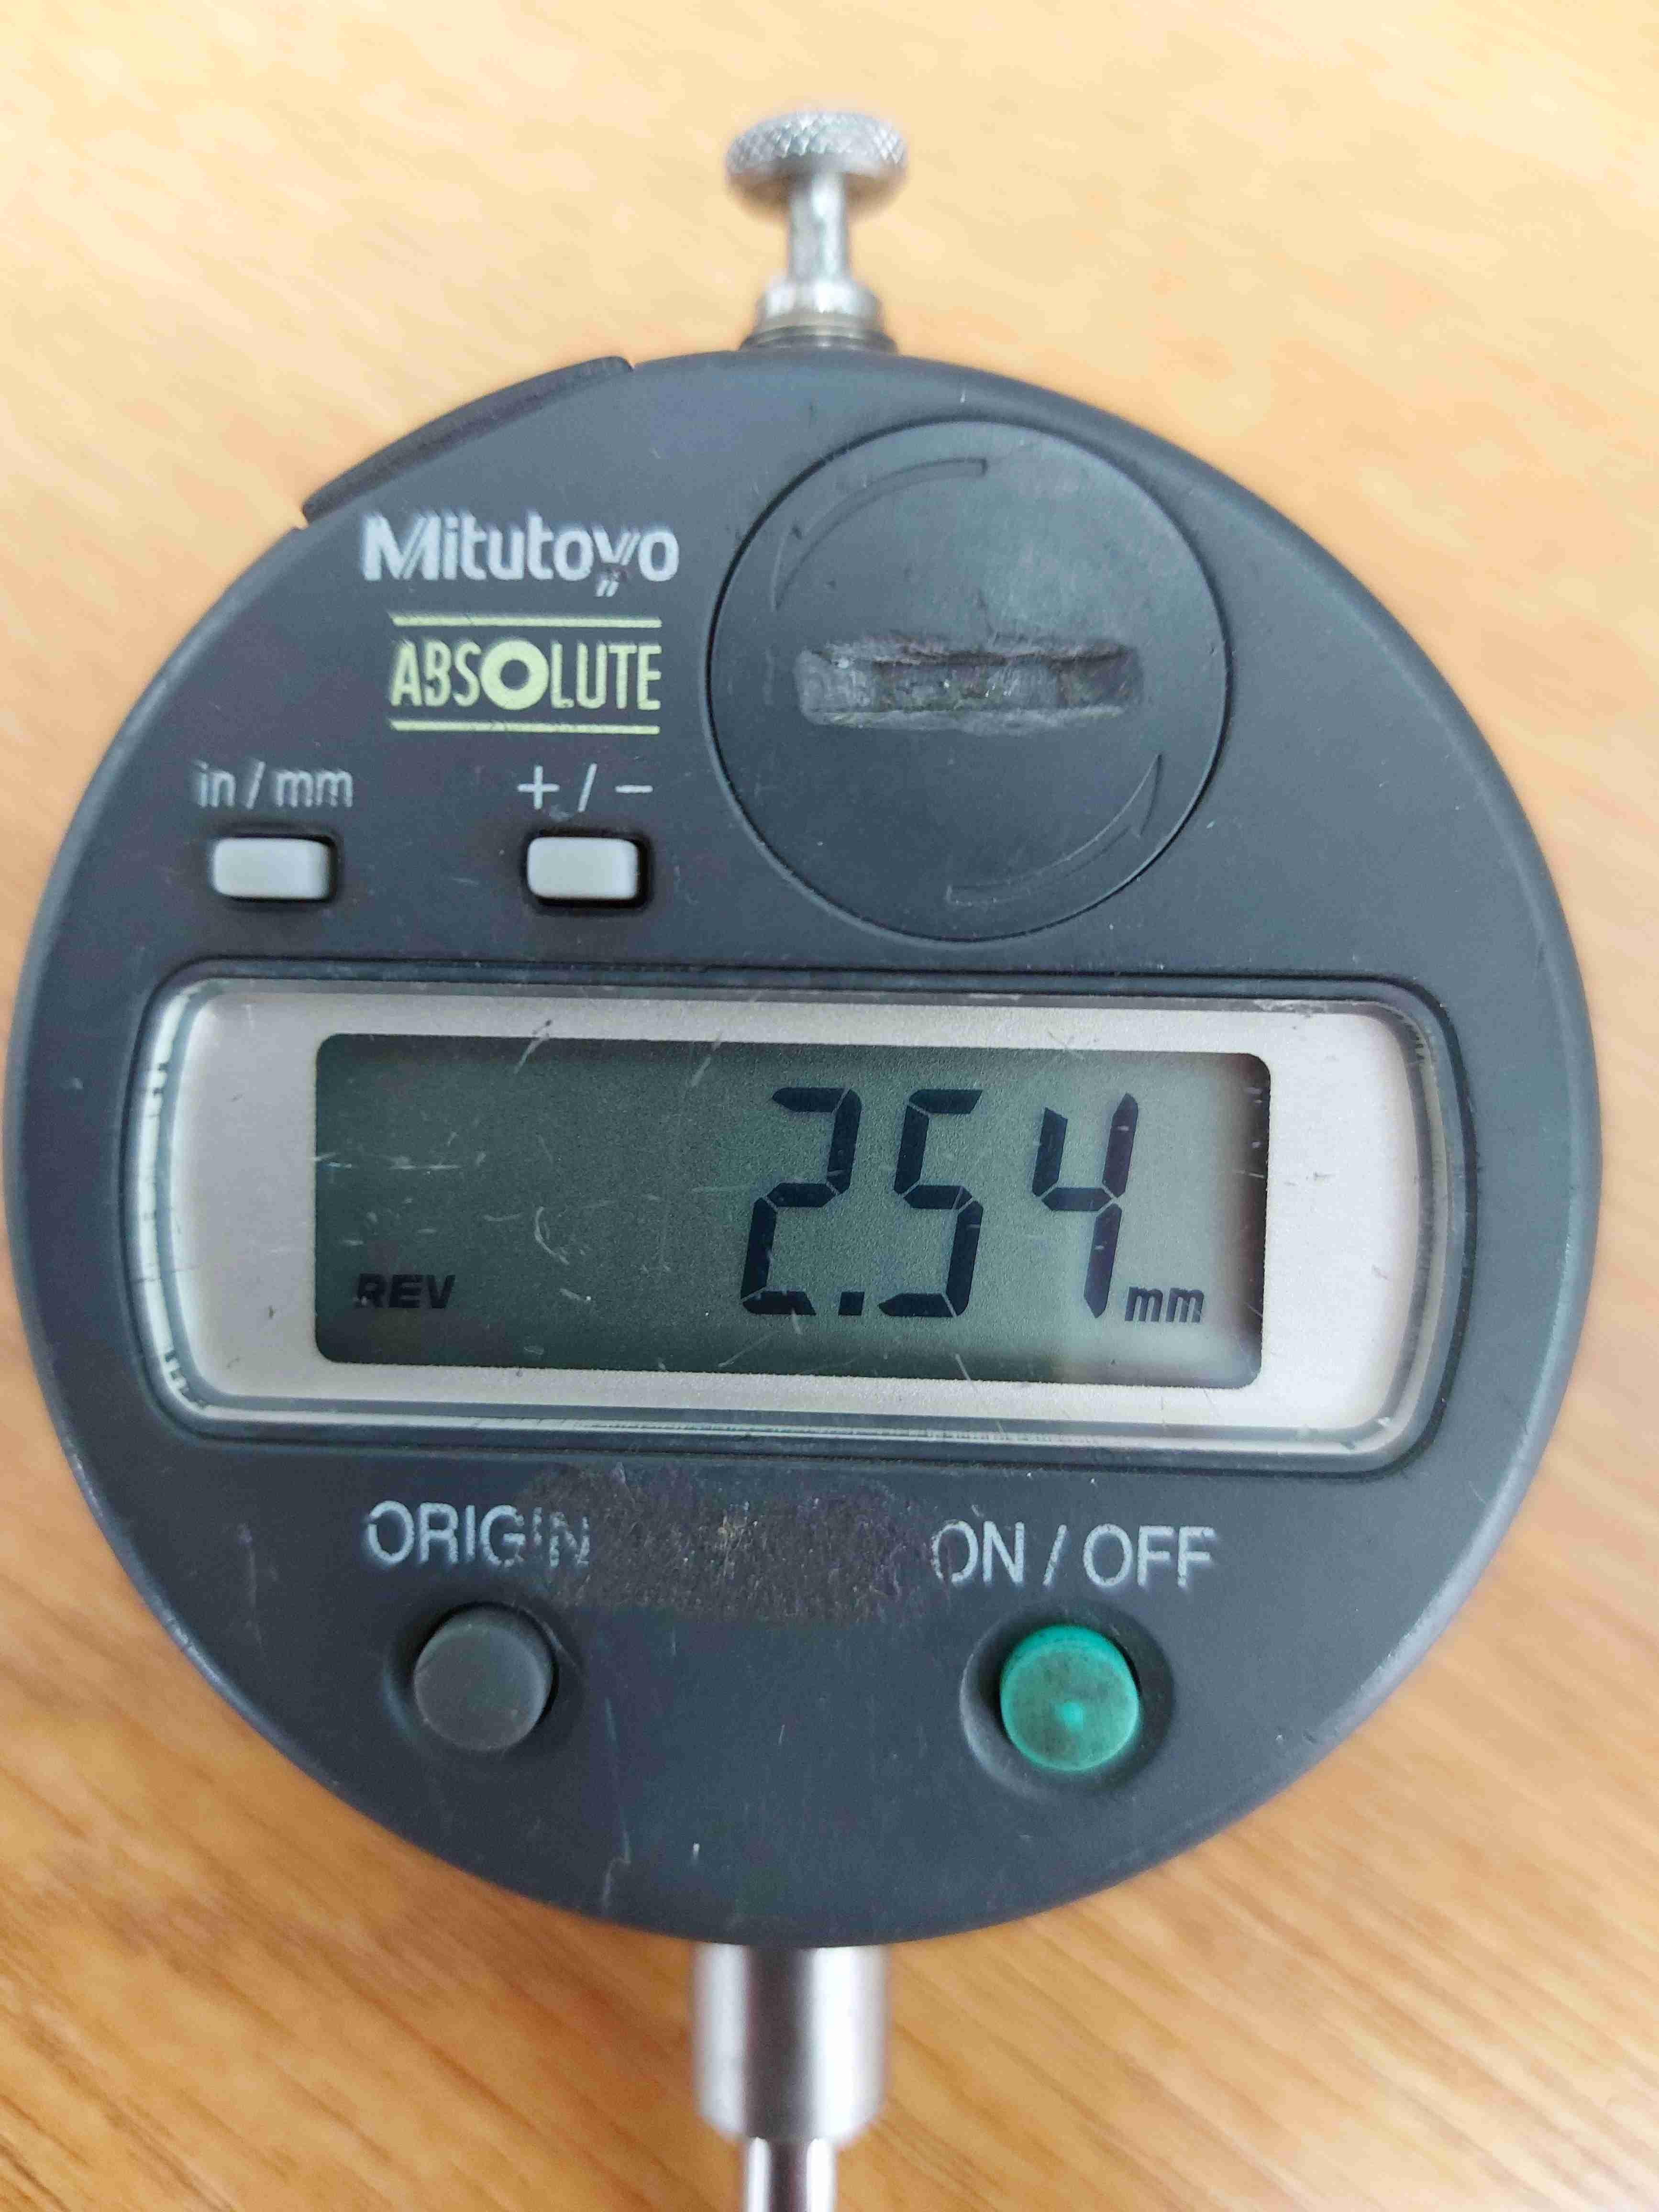 Mitutoyo
ABSOLUTE
in/mm +/−
2.54 mm
REV
ORIGIN ON/OFF